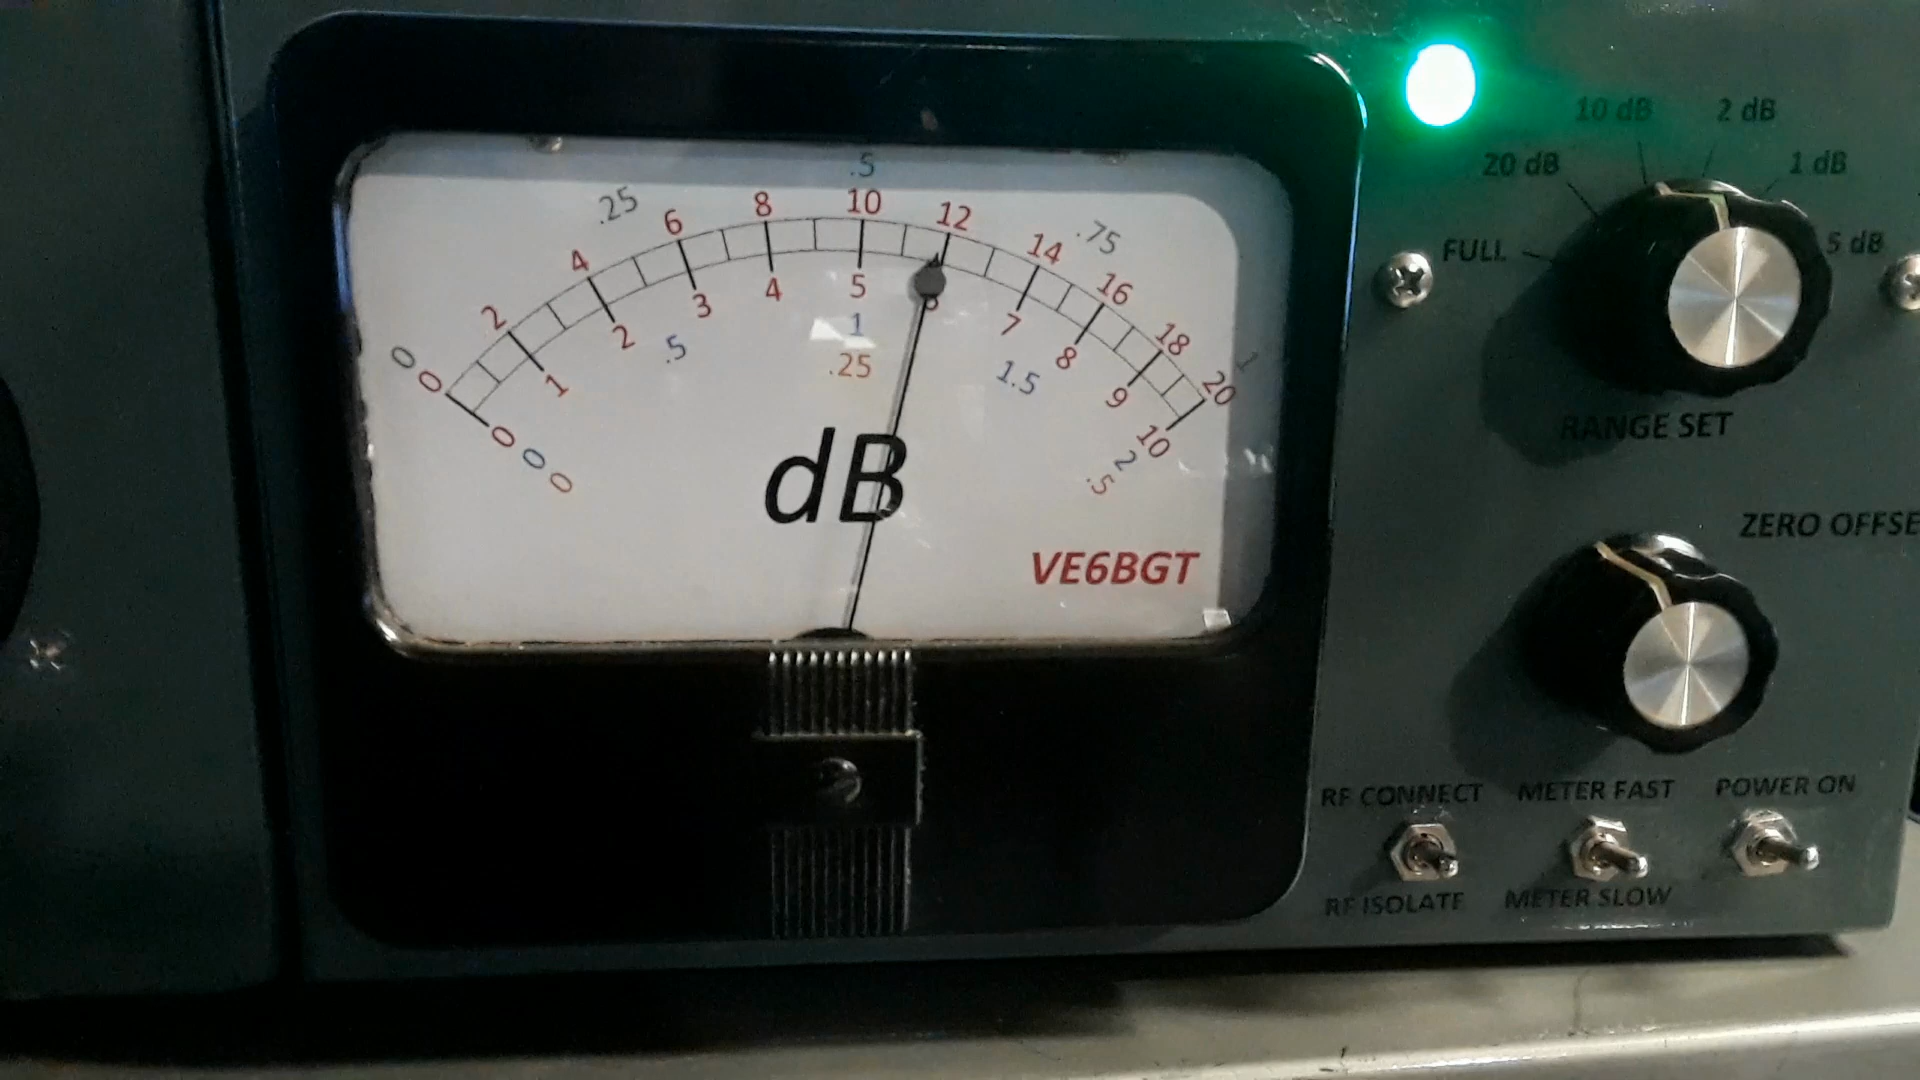 .5
.25 .75
0 2 4 6 8 10 12 14 16 18 20 1
0 1 2 3 4 5 6 7 8 9 10
0 .5 1 1.5 2
0 .25 .5
dB
VE6BGT
10 dB 2 dB
20 dB 1 dB
FULL .5 dB
RANGE SET
ZERO OFFSE
RF CONNECT METER FAST POWER ON
RF ISOLATE METER SLOW